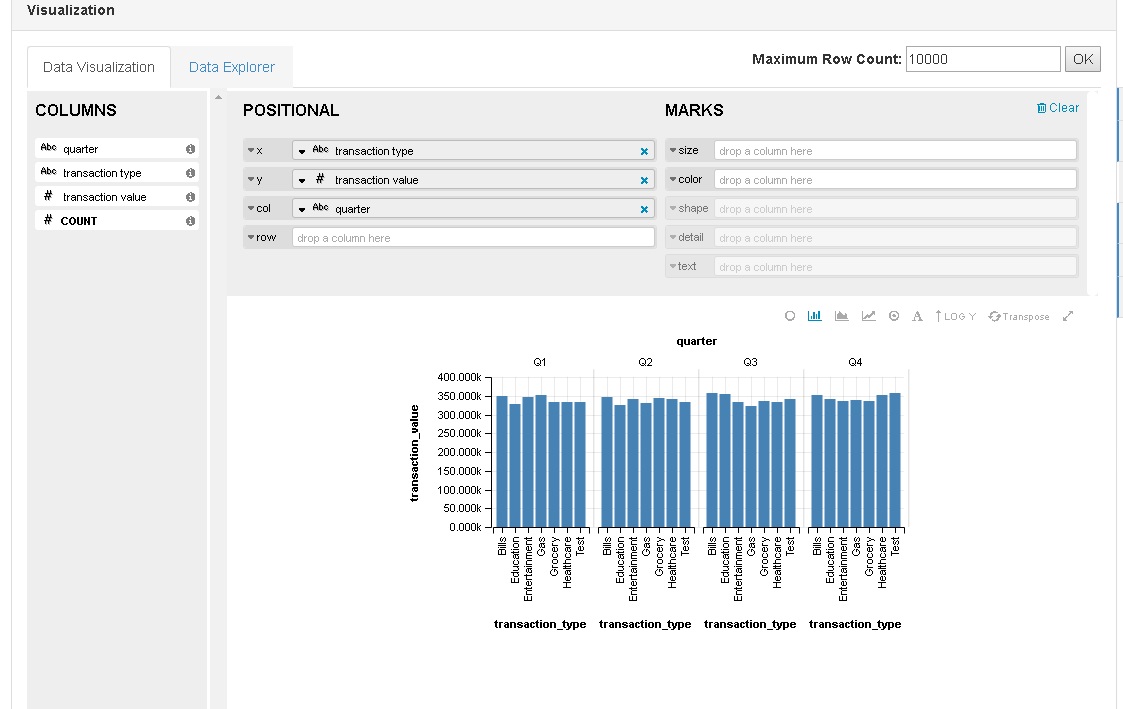 Visualization
Data Visualization
Data Explorer
Maximum Row Count: 10000 OK
COLUMNS
Abc quarter
Abc transaction type
# transaction value
# COUNT
POSITIONAL
x Abc transaction type
y # transaction value
col Abc quarter
row drop a column here
MARKS
Clear
size drop a column here
color drop a column here
shape drop a column here
detail drop a column here
text drop a column here
A LOG Y Transpose
quarter
Q1 Q2 Q3 Q4
transaction_value
400.000k
350.000k
300.000k
250.000k
200.000k
150.000k
100.000k
50.000k
0.000k
Bills Education Entertainment Gas Grocery Healthcare Test
Bills Education Entertainment Gas Grocery Healthcare Test
Bills Education Entertainment Gas Grocery Healthcare Test
Bills Education Entertainment Gas Grocery Healthcare Test
transaction_type transaction_type transaction_type transaction_type